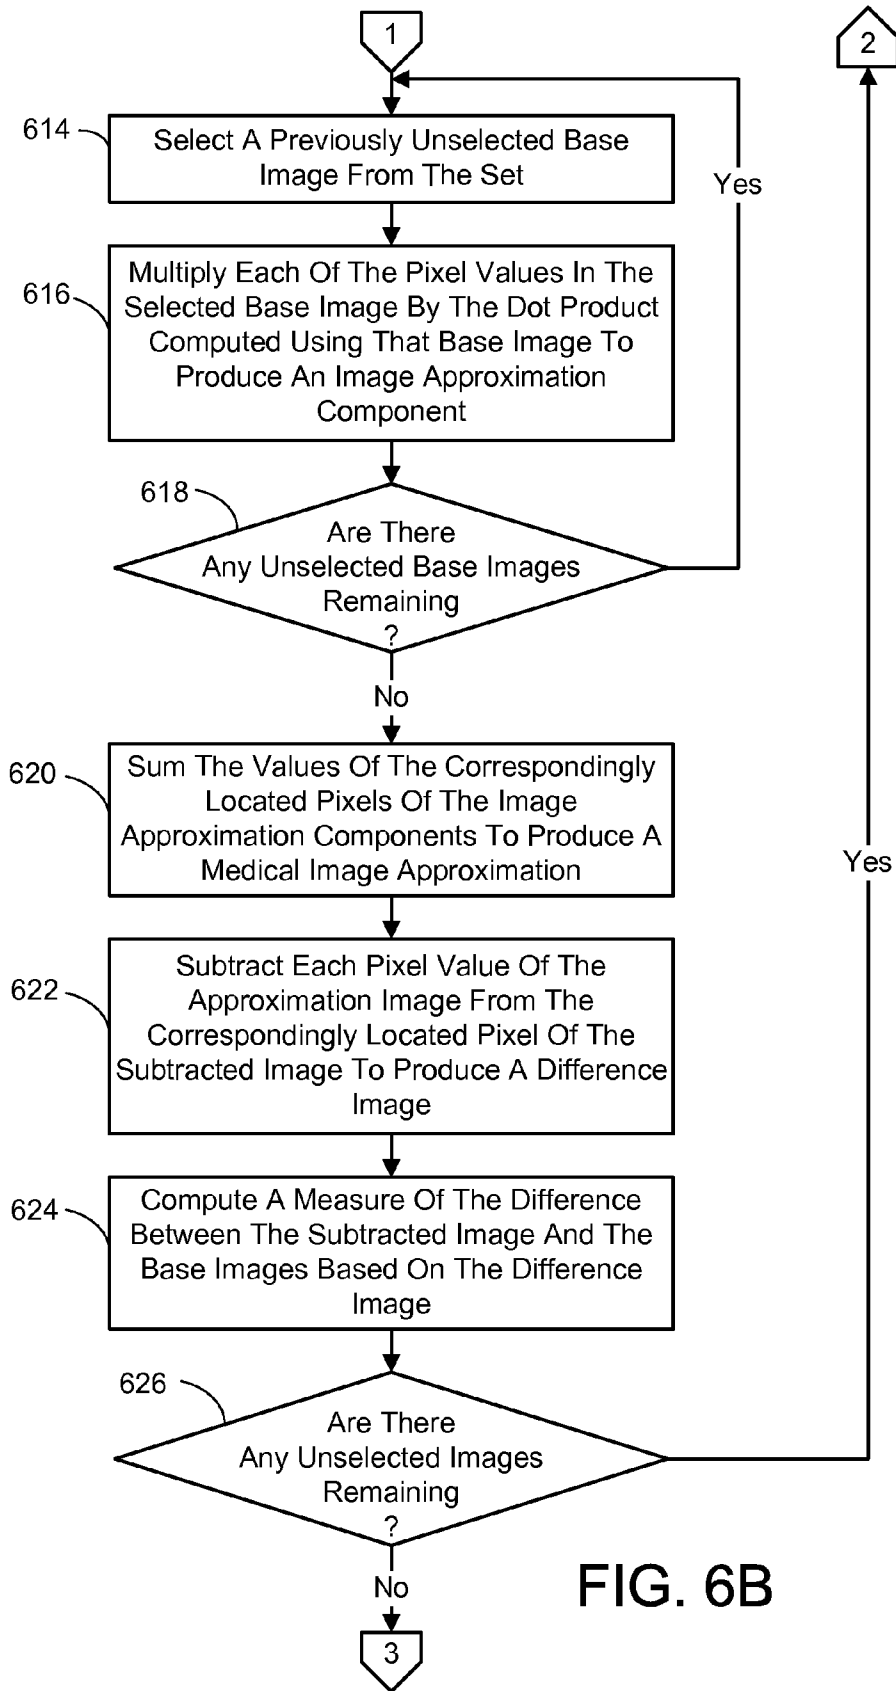 1
2
614
Select A Previously Unselected Base
Image From The Set
Yes
616
Multiply Each Of The Pixel Values In The
Selected Base Image By The Dot Product
Computed Using That Base Image To
Produce An Image Approximation
Component
618
Are There
Any Unselected Base Images
Remaining
?
No
620
Sum The Values Of The Correspondingly
Located Pixels Of The Image
Approximation Components To Produce A
Medical Image Approximation
Yes
622
Subtract Each Pixel Value Of The
Approximation Image From The
Correspondingly Located Pixel Of The
Subtracted Image To Produce A Difference
Image
624
Compute A Measure Of The Difference
Between The Subtracted Image And The
Base Images Based On The Difference
Image
626
Are There
Any Unselected Images
Remaining
?
No
FIG. 6B
3